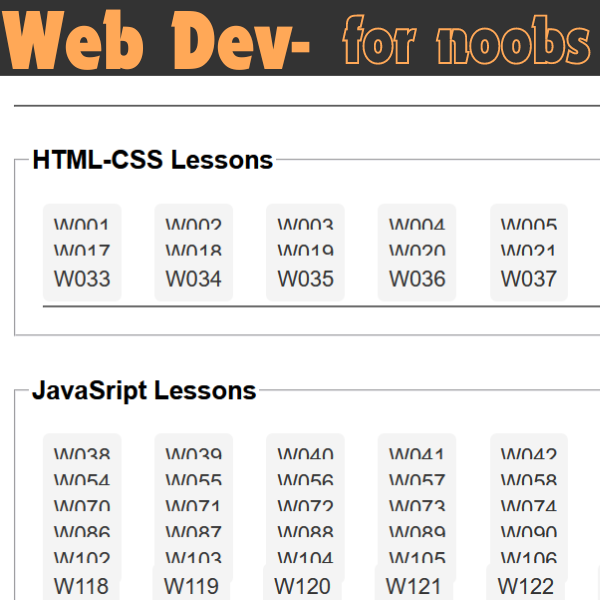 Web Dev- for noobs
HTML-CSS Lessons
W001 W002 W003 W004 W005
W017 W018 W019 W020 W021
W033 W034 W035 W036 W037
JavaSript Lessons
W038 W039 W040 W041 W042
W054 W055 W056 W057 W058
W070 W071 W072 W073 W074
W086 W087 W088 W089 W090
W102 W103 W104 W105 W106
W118 W119 W120 W121 W122